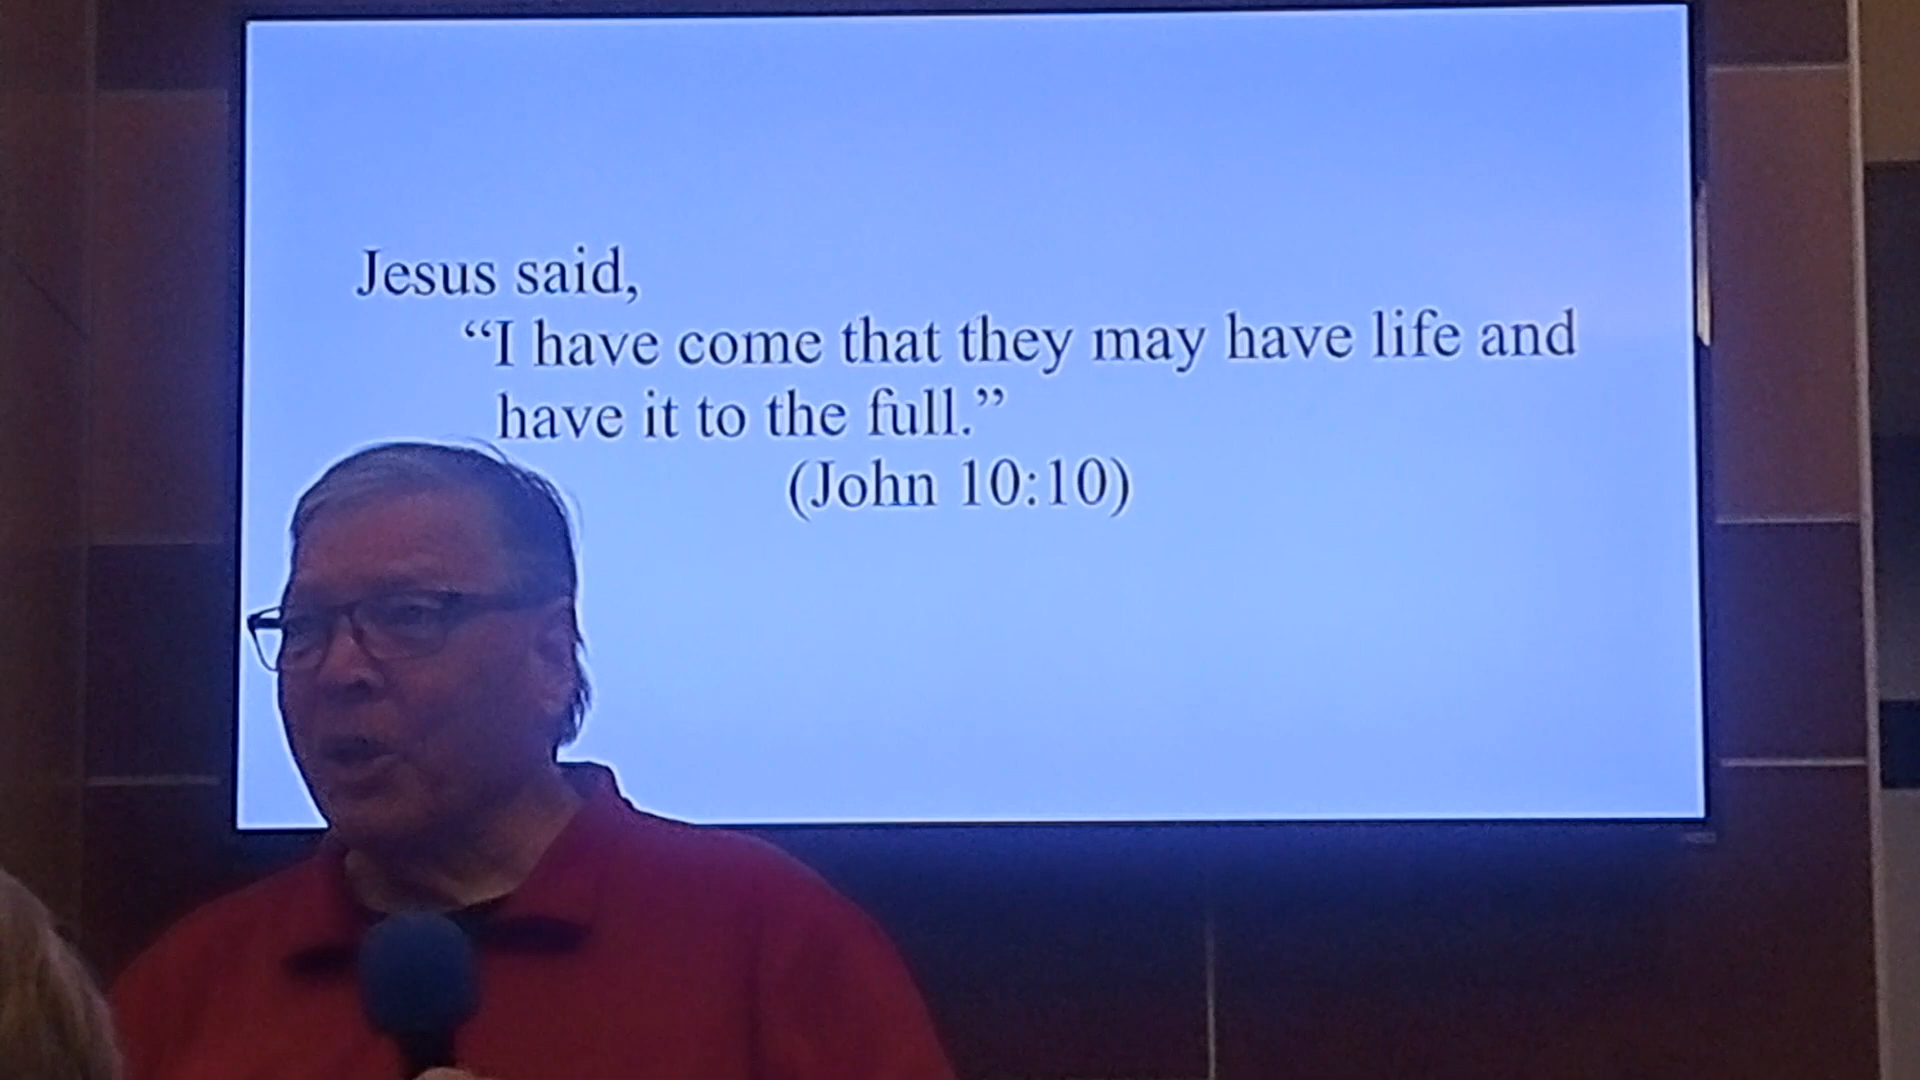 Jesus said,
“I have come that they may have life and
have it to the full.”
(John 10:10)